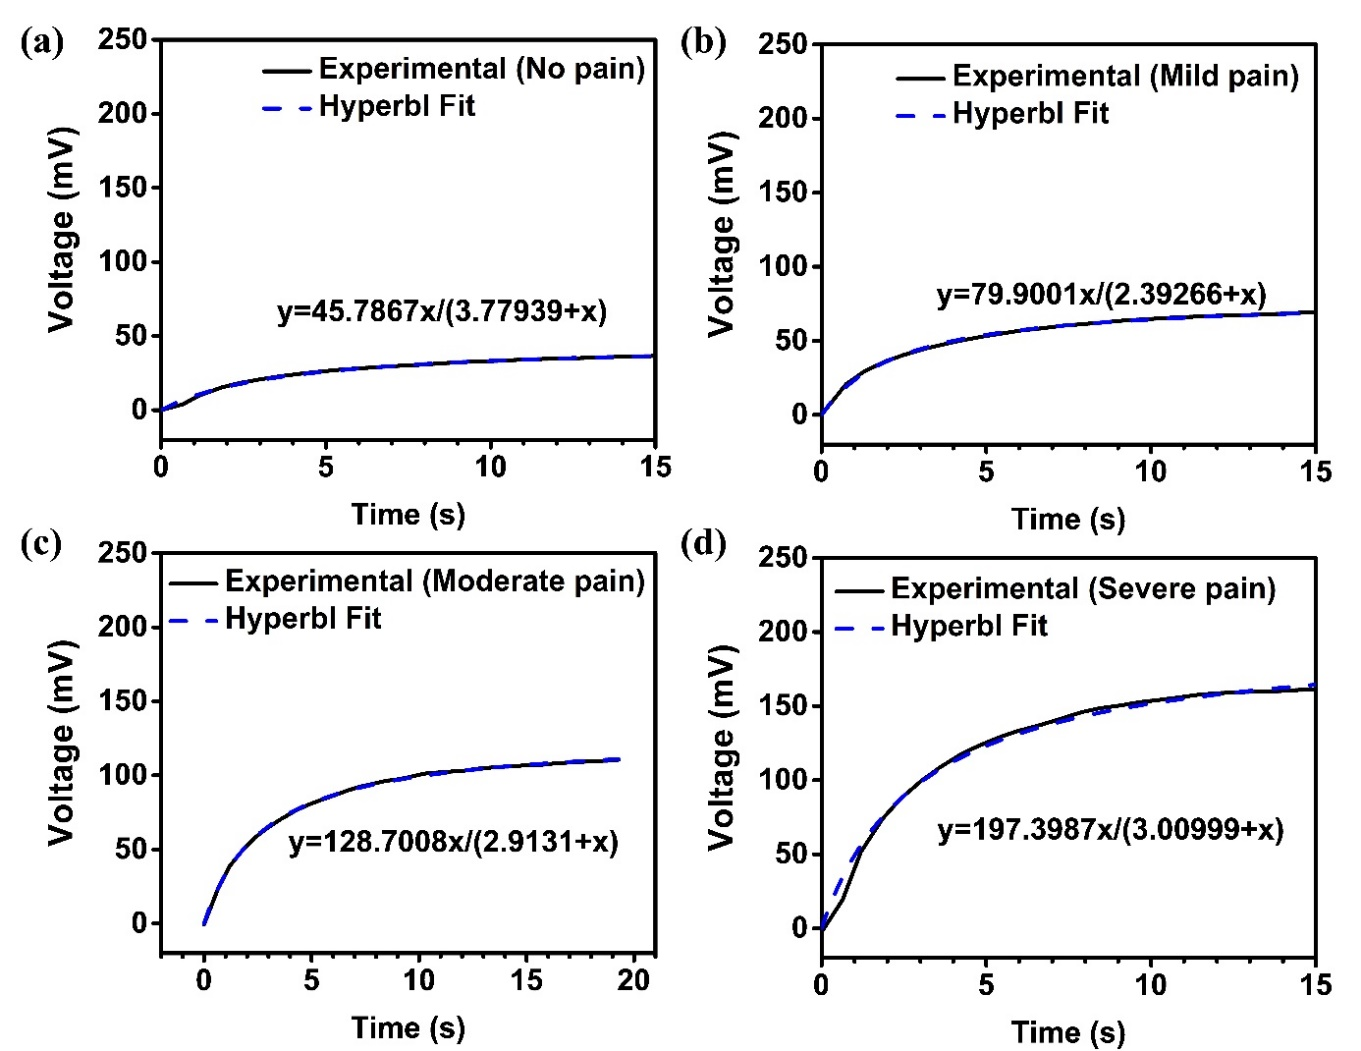 (a)
250
200
150
100
50
0
Voltage (mV)
Experimental (No pain)
Hyperbl Fit
y=45.7867x/(3.77939+x)
0 5 10 15
Time (s)
(b)
250
200
150
100
50
0
Voltage (mV)
Experimental (Mild pain)
Hyperbl Fit
y=79.9001x/(2.39266+x)
0 5 10 15
Time (s)
(c)
250
200
150
100
50
0
Voltage (mV)
Experimental (Moderate pain)
Hyperbl Fit
y=128.7008x/(2.9131+x)
0 5 10 15 20
Time (s)
(d)
250
200
150
100
50
0
Voltage (mV)
Experimental (Severe pain)
Hyperbl Fit
y=197.3987x/(3.00999+x)
0 5 10 15
Time (s)